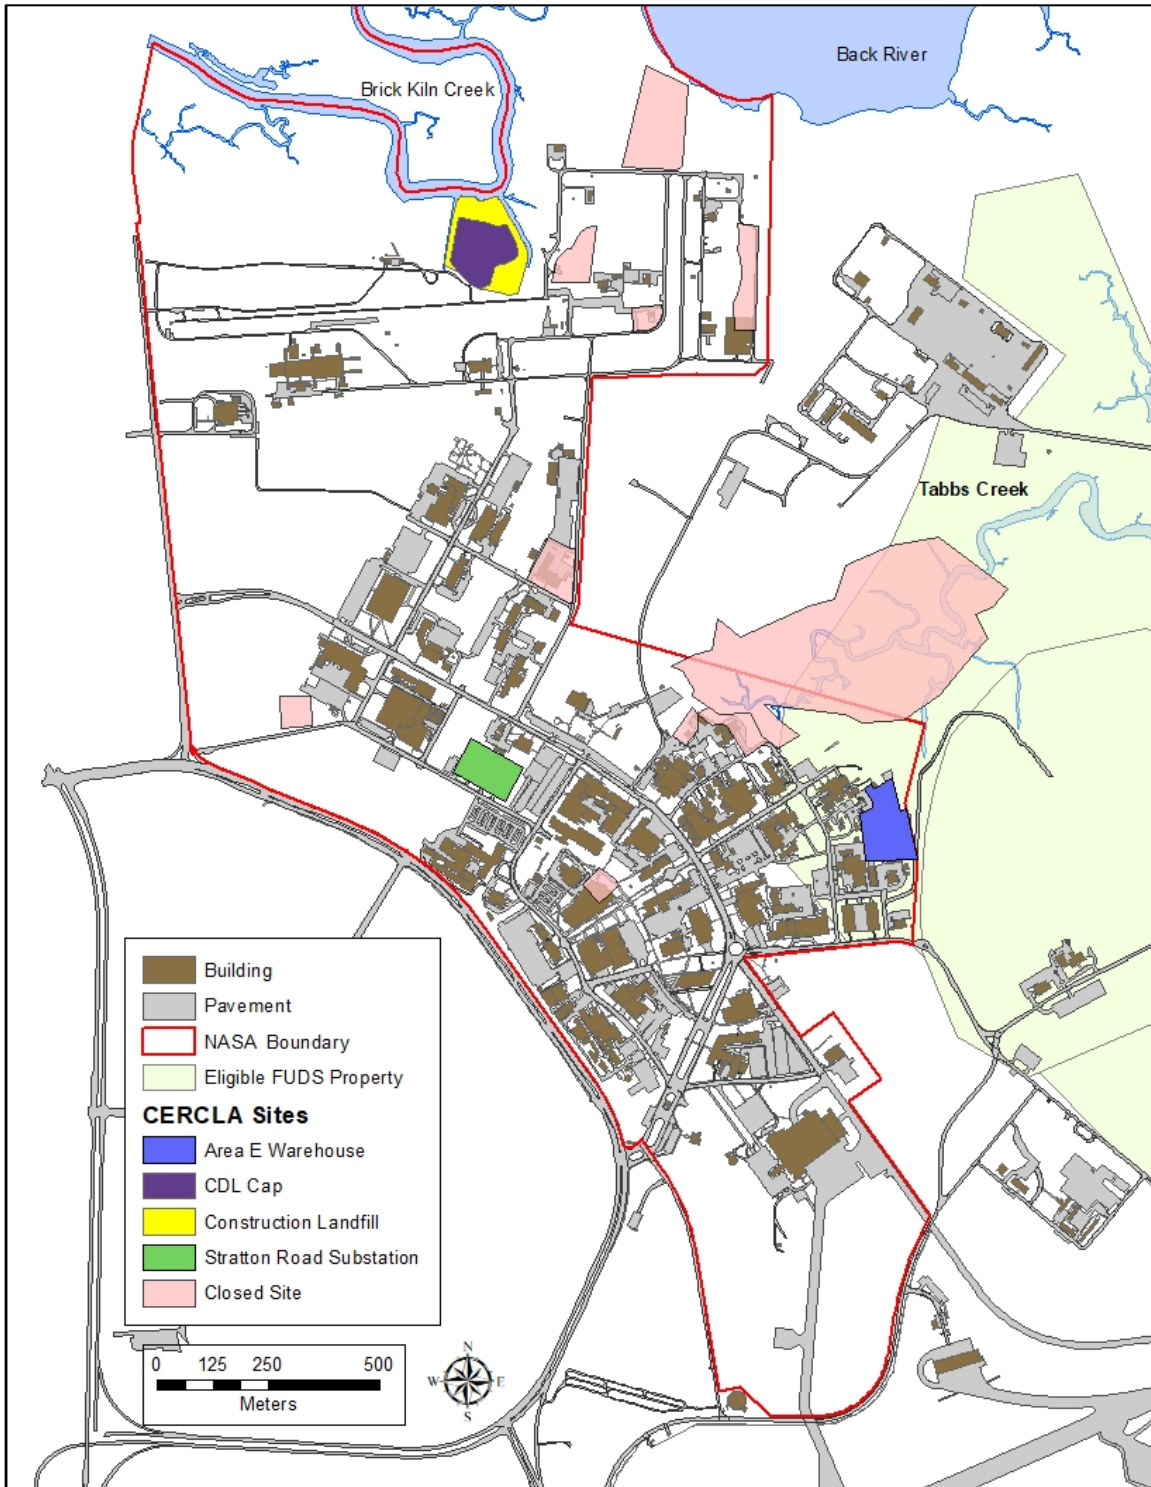 Back River
Brick Kiln Creek
Tabbs Creek
Building
Pavement
NASA Boundary
Eligible FUDS Property
CERCLA Sites
Area E Warehouse
CDL Cap
Construction Landfill
Stratton Road Substation
Closed Site
0 125 250 500
Meters
N
W E
S